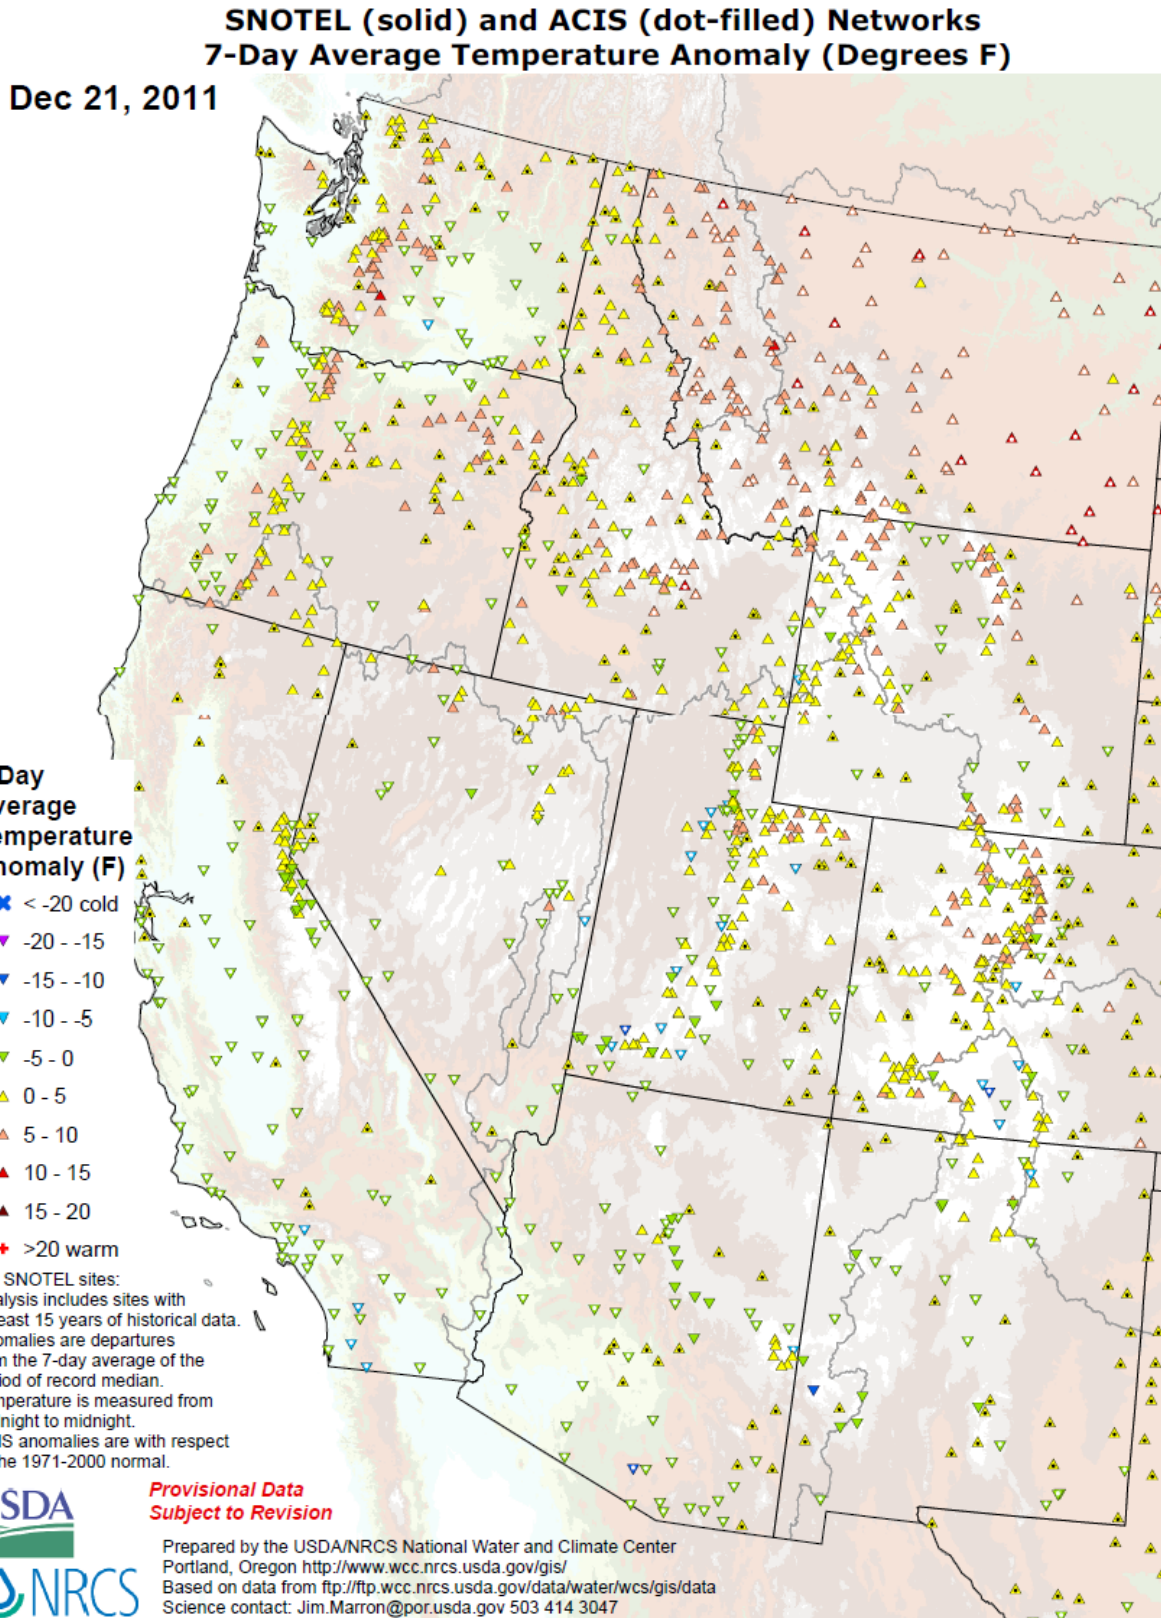 SNOTEL (solid) and ACIS (dot-filled) Networks
7-Day Average Temperature Anomaly (Degrees F)
Dec 21, 2011
Day
verage
emperature
nomaly (F)
< -20 cold
-20 - -15
-15 - -10
-10 - -5
-5 - 0
0 - 5
5 - 10
10 - 15
15 - 20
>20 warm
SNOTEL sites:
alysis includes sites with
east 15 years of historical data.
omalies are departures
m the 7-day average of the
iod of record median.
mperature is measured from
night to midnight.
IS anomalies are with respect
he 1971-2000 normal.
SDA
NRCS
Provisional Data
Subject to Revision
Prepared by the USDA/NRCS National Water and Climate Center
Portland, Oregon http://www.wcc.nrcs.usda.gov/gis/
Based on data from ftp://ftp.wcc.nrcs.usda.gov/data/water/wcs/gis/data
Science contact: Jim.Marron@por.usda.gov 503 414 3047